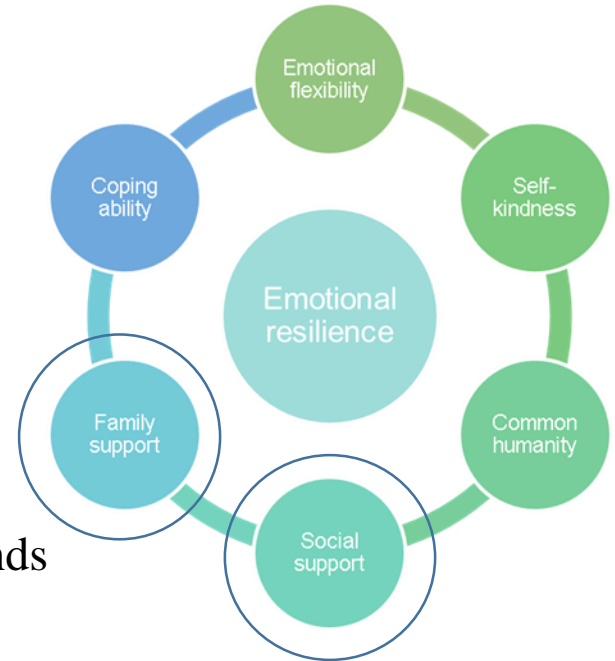 Emotional
flexibility
Coping
ability
Self-
kindness
Emotional
resilience
Family
support
Common
humanity
Social
support